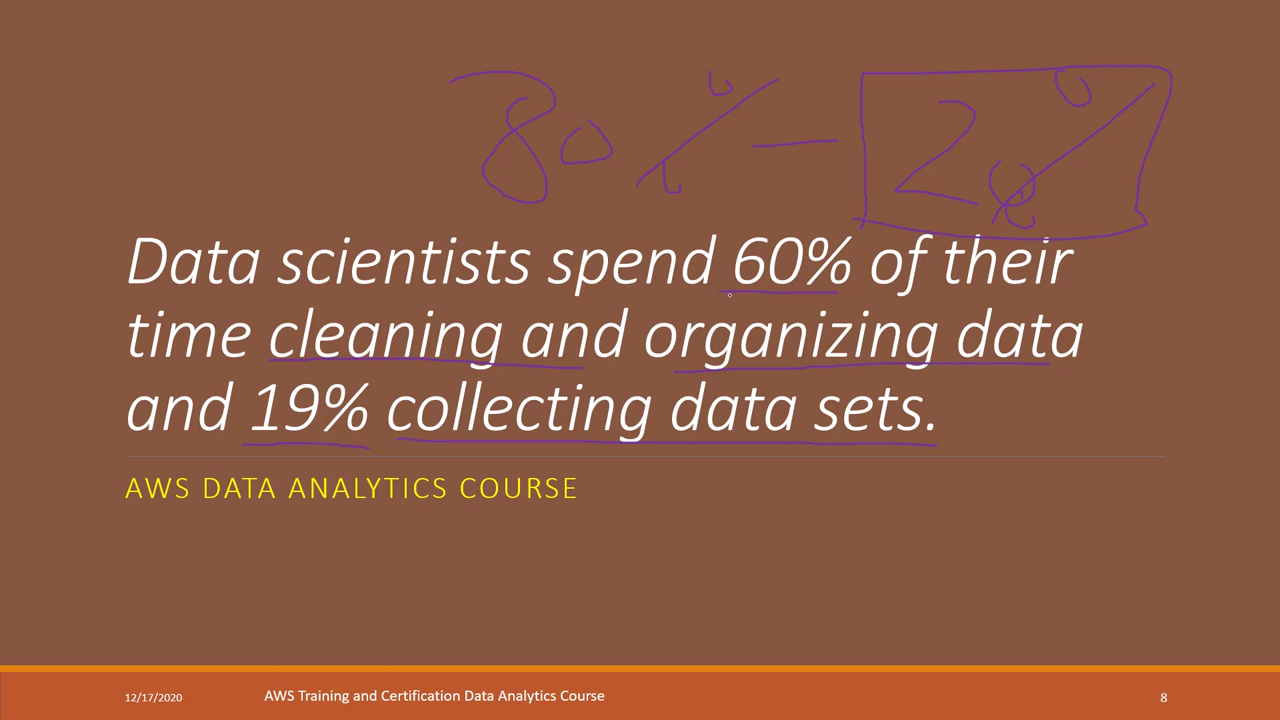 80% — 20%
Data scientists spend 60% of their
time cleaning and organizing data
and 19% collecting data sets.
AWS DATA ANALYTICS COURSE
12/17/2020 AWS Training and Certification Data Analytics Course 8